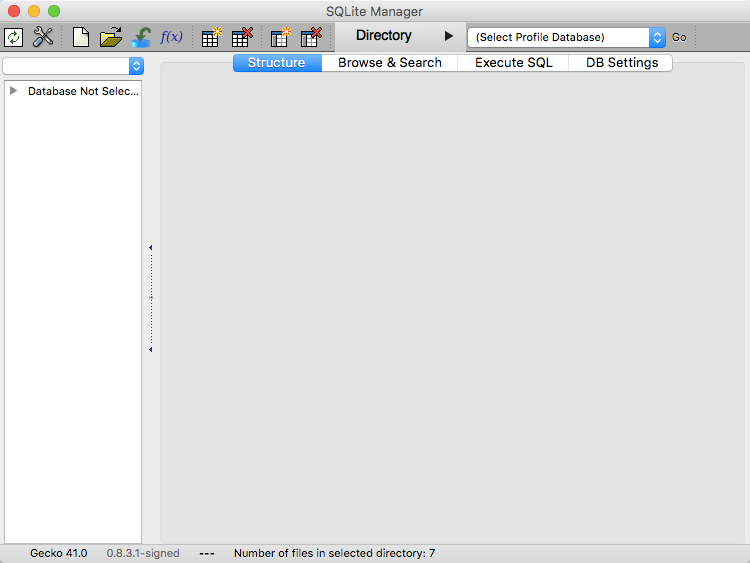 SQLite Manager
f(x) Directory (Select Profile Database) Go
Structure Browse & Search Execute SQL DB Settings
Database Not Selec...
Gecko 41.0 0.8.3.1-signed --- Number of files in selected directory: 7